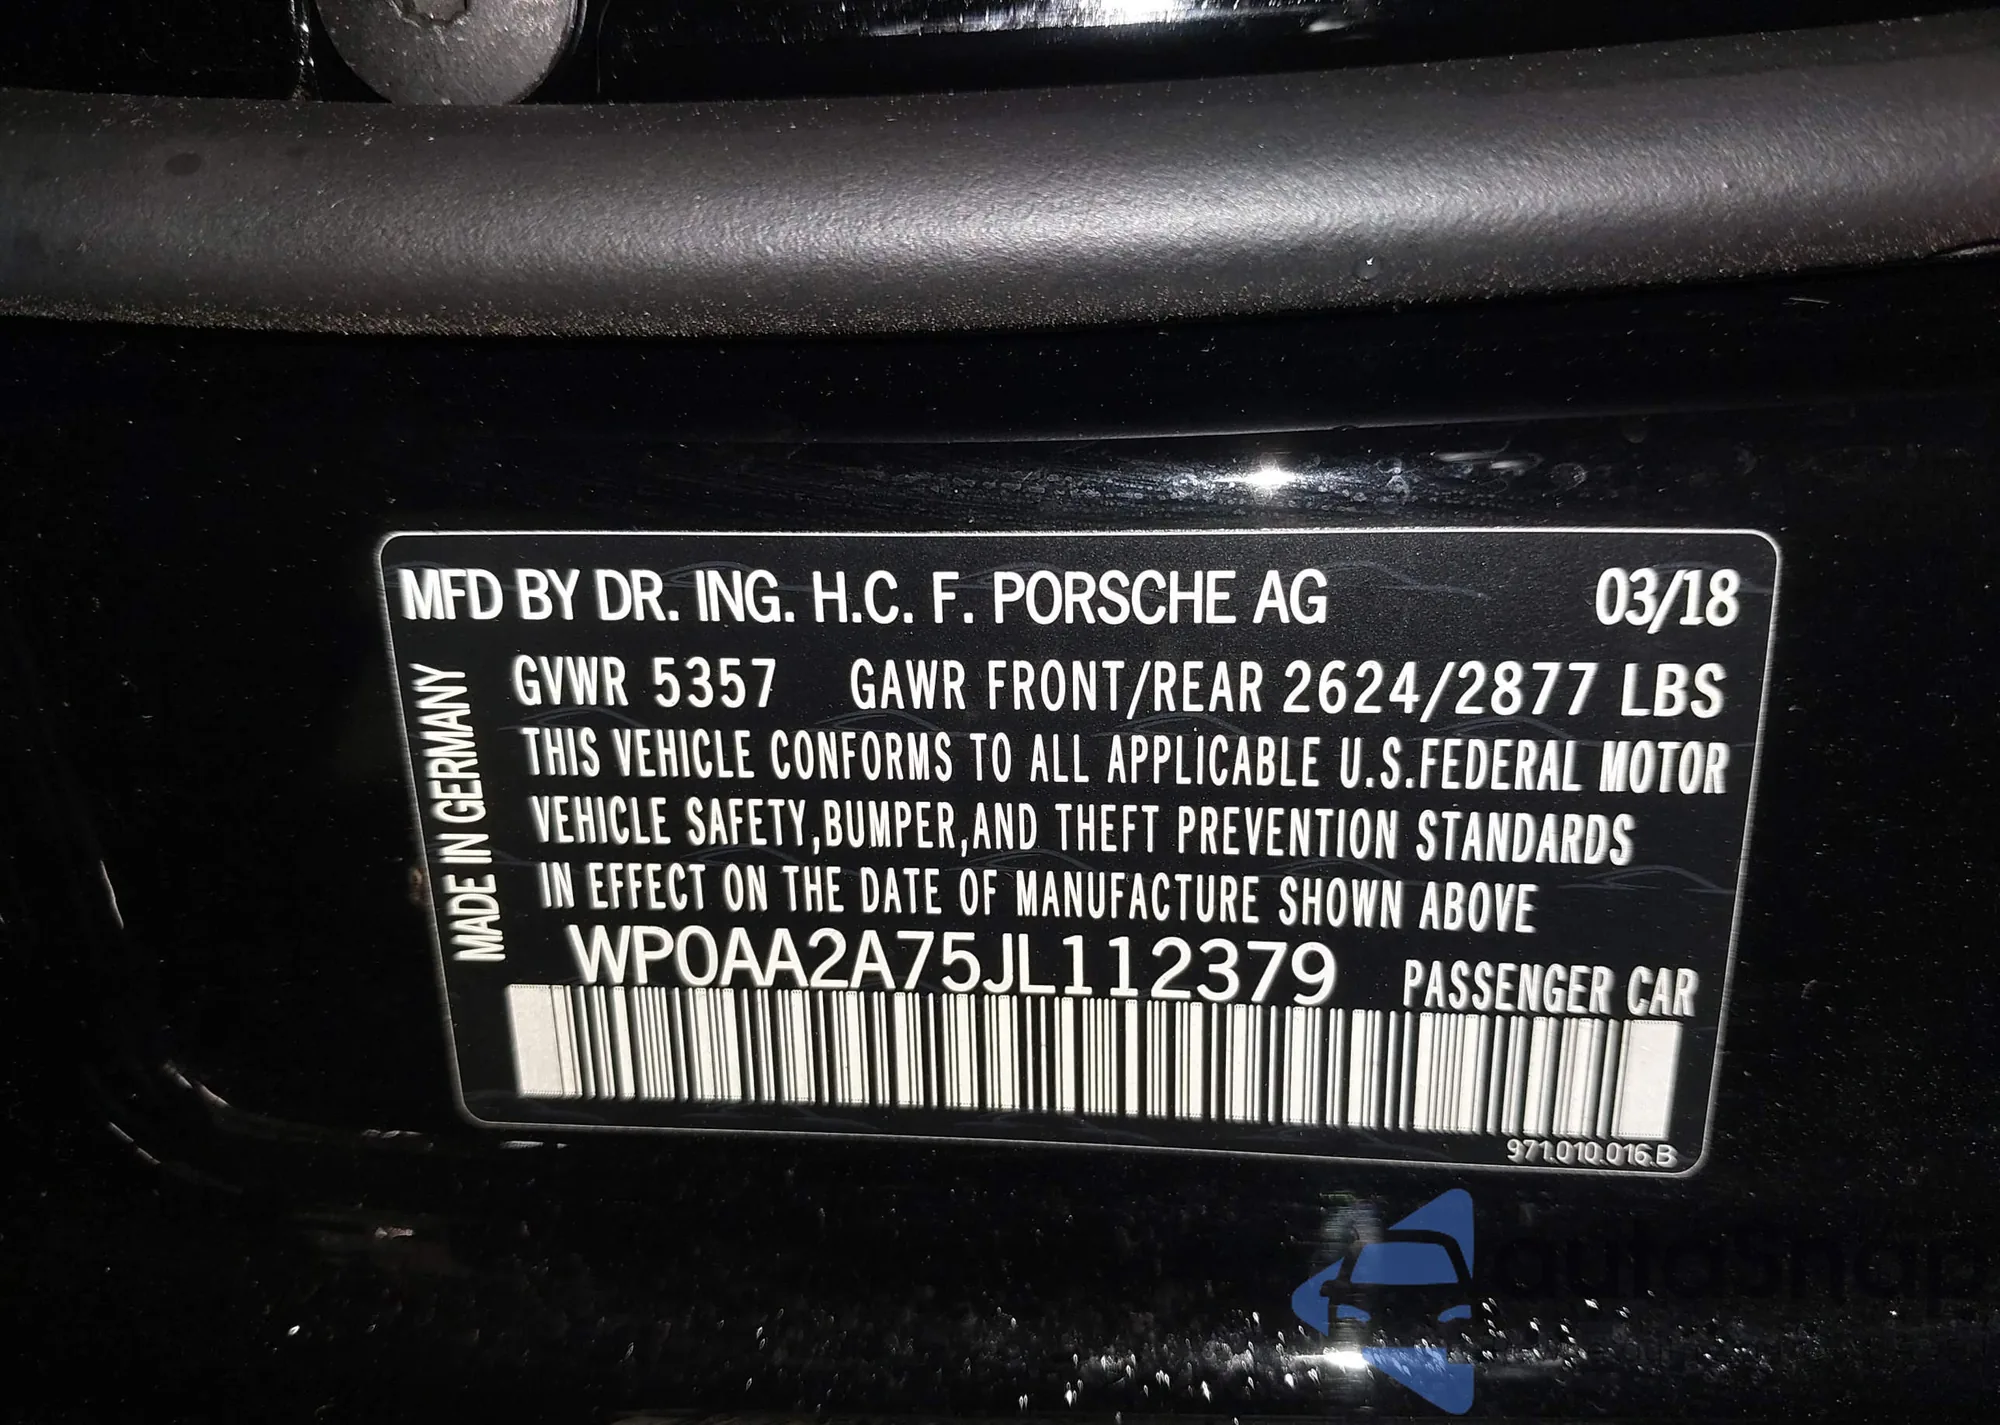 MFD BY DR. ING. H.C. F. PORSCHE AG 03/18
MADE IN GERMANY
GVWR 5357 GAWR FRONT/REAR 2624/2877 LBS
THIS VEHICLE CONFORMS TO ALL APPLICABLE U.S.FEDERAL MOTOR
VEHICLE SAFETY,BUMPER,AND THEFT PREVENTION STANDARDS
IN EFFECT ON THE DATE OF MANUFACTURE SHOWN ABOVE
WP0AA2A75JL112379 PASSENGER CAR
971.010.016.B
autosnap